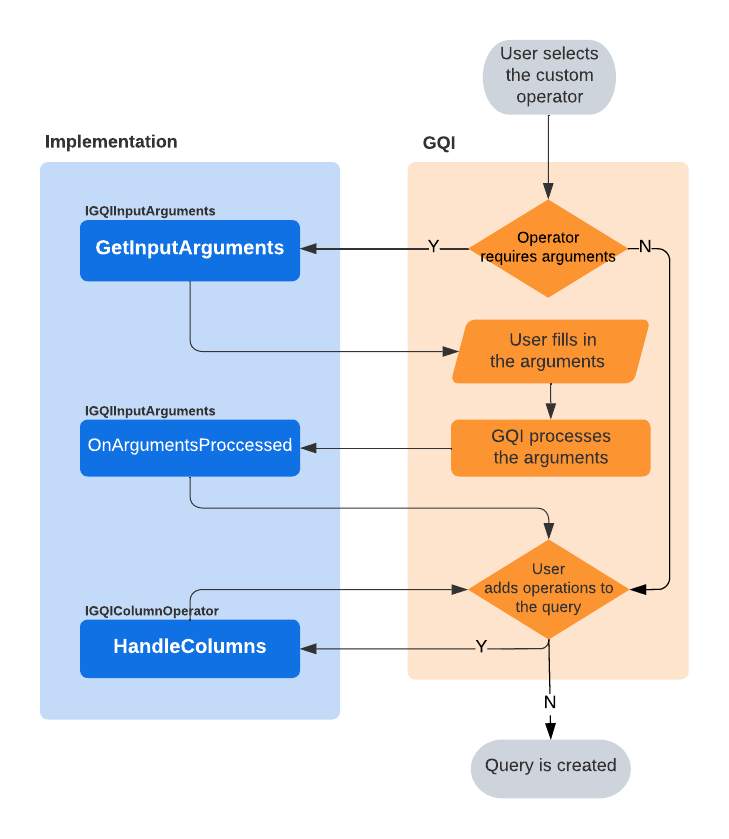 User selects
the custom
operator
Implementation
GQI
IGQIInputArguments
GetInputArguments
Y
Operator
requires arguments
N
User fills in
the arguments
IGQIInputArguments
OnArgumentsProccessed
GQI processes
the arguments
User
adds operations to
the query
IGQIColumnOperator
HandleColumns
Y
N
Query is created